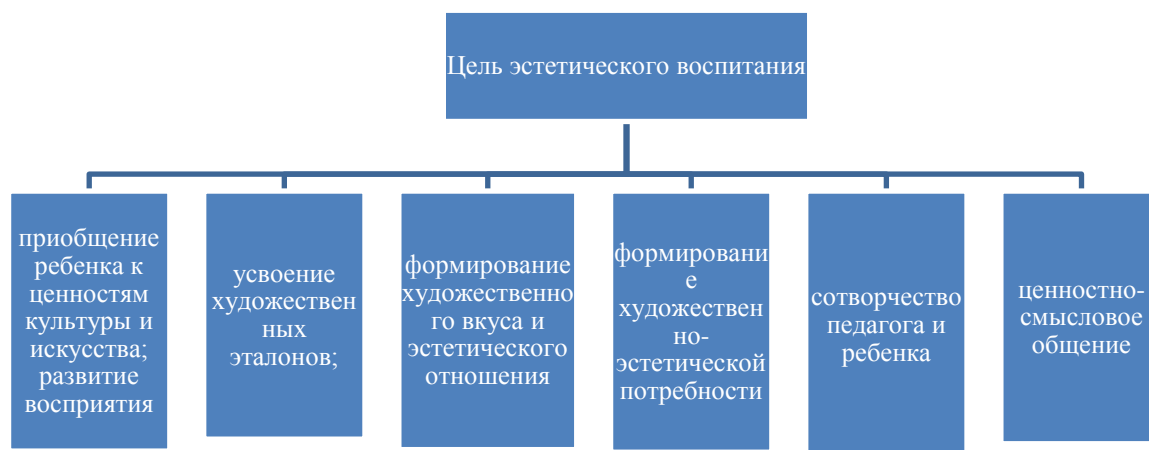 Цель эстетического воспитания
приобщение
ребенка к
ценностям
культуры и
искусства;
развитие
восприятия
усвоение
художествен
ных
эталонов;
формирование
художественно
го вкуса и
эстетического
отношения
формировани
е
художествен
но-
эстетической
потребности
сотворчество
педагога и
ребенка
ценностно-
смысловое
общение